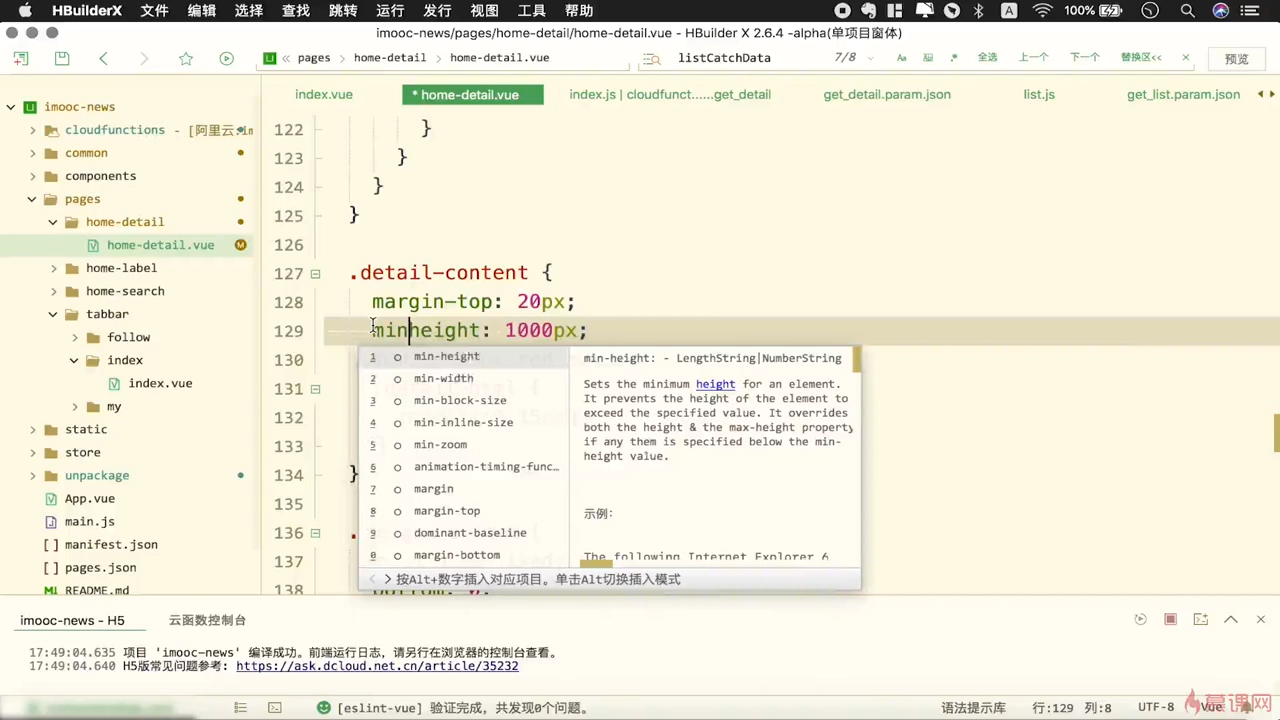 HBuilderX 文件 编辑 选择 查找 跳转 运行 发行 视图 工具 帮助 100%
imooc-news/pages/home-detail/home-detail.vue - HBuilder X 2.6.4 -alpha(单项目窗体)
pages home-detail home-detail.vue listCatchData 7/8 Aa .* 全选 上一个 下一个 替换区<< 预览
index.vue * home-detail.vue index.js | cloudfunct......get_detail get_detail.param.json list.js get_list.param.json
imooc-news
cloudfunctions - [阿里云:im
common
components
pages
home-detail
home-detail.vue M
home-label
home-search
tabbar
follow
index
index.vue
my
static
store
unpackage
App.vue
main.js
manifest.json
pages.json
README.md
122 }
123 }
124 }
125 }
126
127 .detail-content {
128 margin-top: 20px;
129 minheight: 1000px;
130
131
132
133
134 }
135
136
137
138 bottom: 0;
1 min-height
2 min-width
3 min-block-size
4 min-inline-size
5 min-zoom
6 animation-timing-func…
7 margin
8 margin-top
9 dominant-baseline
0 margin-bottom
min-height: - LengthString|NumberString
Sets the minimum height for an element.
It prevents the height of the element to
exceed the specified value. It overrides
both the height & the max-height property
if any them is specified below the min-
height value.
示例:
The following Internet Explorer 6
按Alt+数字插入对应项目。单击Alt切换插入模式
imooc-news - H5 云函数控制台
17:49:04.635 项目 'imooc-news' 编译成功。前端运行日志，请另行在浏览器的控制台查看。
17:49:04.640 H5版常见问题参考: https://ask.dcloud.net.cn/article/35232
[eslint-vue] 验证完成，共发现0个问题。 语法提示库 行:129 列:8 UTF-8 Vue
慕课网